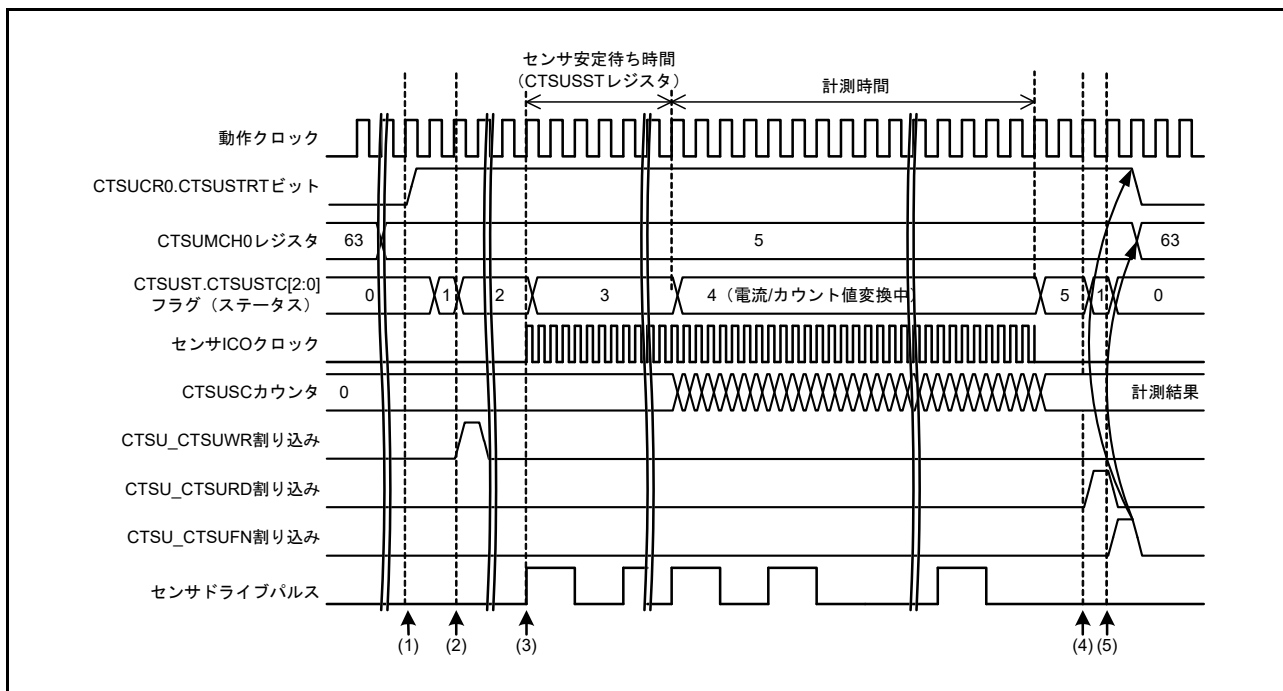 センサ安定待ち時間
(CTSUSSTレジスタ)
計測時間
動作クロック
CTSUCR0.CTSUSTRTビット
CTSUMCH0レジスタ
63
5
63
CTSUST.CTSUSTC[2:0]
フラグ（ステータス）
0
1
2
3
4（電流/カウント値変換中）
5
1
0
センサICOクロック
CTSUSCカウンタ
0
計測結果
CTSU_CTSUWR割り込み
CTSU_CTSURD割り込み
CTSU_CTSUFN割り込み
センサドライブパルス
(1)
(2)
(3)
(4)
(5)